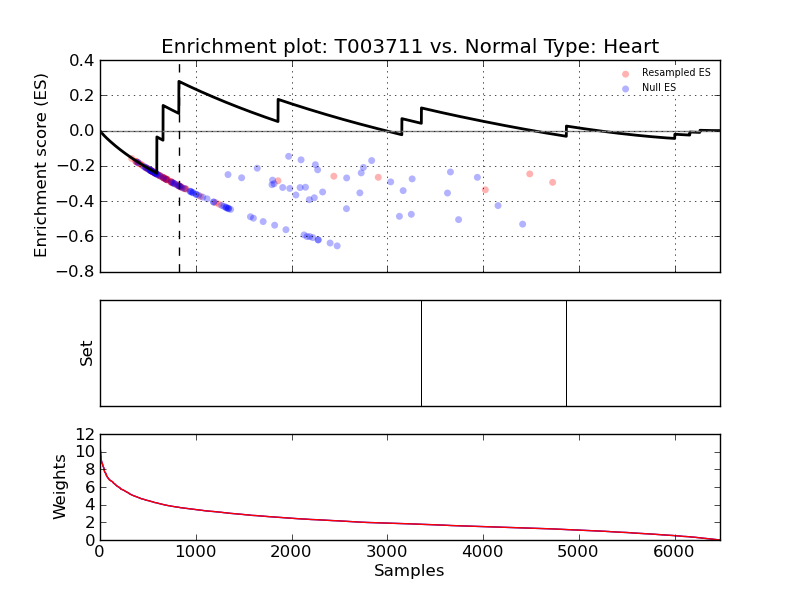 Enrichment plot: T003711 vs. Normal Type: Heart
Enrichment score (ES)
0.4
0.2
0.0
−0.2
−0.4
−0.6
−0.8
Resampled ES
Null ES
Set
Weights
12
10
8
6
4
2
0
0 1000 2000 3000 4000 5000 6000
Samples